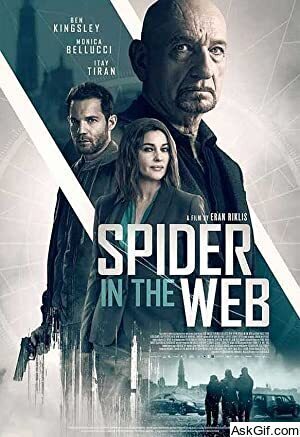 BEN
KINGSLEY
MONICA
BELLUCCI
ITAY
TIRAN
A FILM BY ERAN RIKLIS
SPIDER
IN THE WEB
AskGif.com